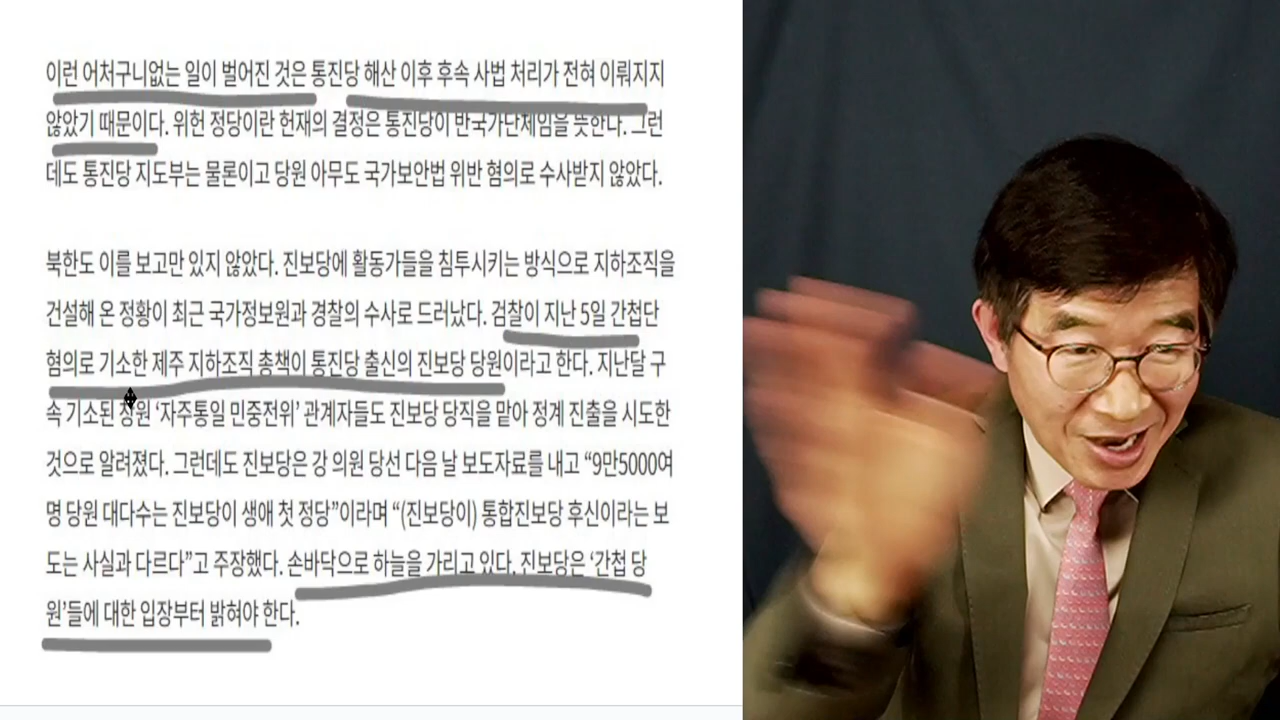 이런 어처구니없는 일이 벌어진 것은 통진당 해산 이후 후속 사법 처리가 전혀 이뤄지지
않았기 때문이다. 위헌 정당이란 헌재의 결정은 통진당이 반국가단체임을 뜻한다. 그런
데도 통진당 지도부는 물론이고 당원 아무도 국가보안법 위반 혐의로 수사받지 않았다.
북한도 이를 보고만 있지 않았다. 진보당에 활동가들을 침투시키는 방식으로 지하조직을
건설해 온 정황이 최근 국가정보원과 경찰의 수사로 드러났다. 검찰이 지난 5일 간첩단
혐의로 기소한 제주 지하조직 총책이 통진당 출신의 진보당 당원이라고 한다. 지난달 구
속 기소된 창원 ‘자주통일 민중전위’ 관계자들도 진보당 당직을 맡아 정계 진출을 시도한
것으로 알려졌다. 그런데도 진보당은 강 의원 당선 다음 날 보도자료를 내고 “9만5000여
명 당원 대다수는 진보당이 생애 첫 정당”이라며 “(진보당이) 통합진보당 후신이라는 보
도는 사실과 다르다”고 주장했다. 손바닥으로 하늘을 가리고 있다. 진보당은 ‘간첩 당
원’들에 대한 입장부터 밝혀야 한다.